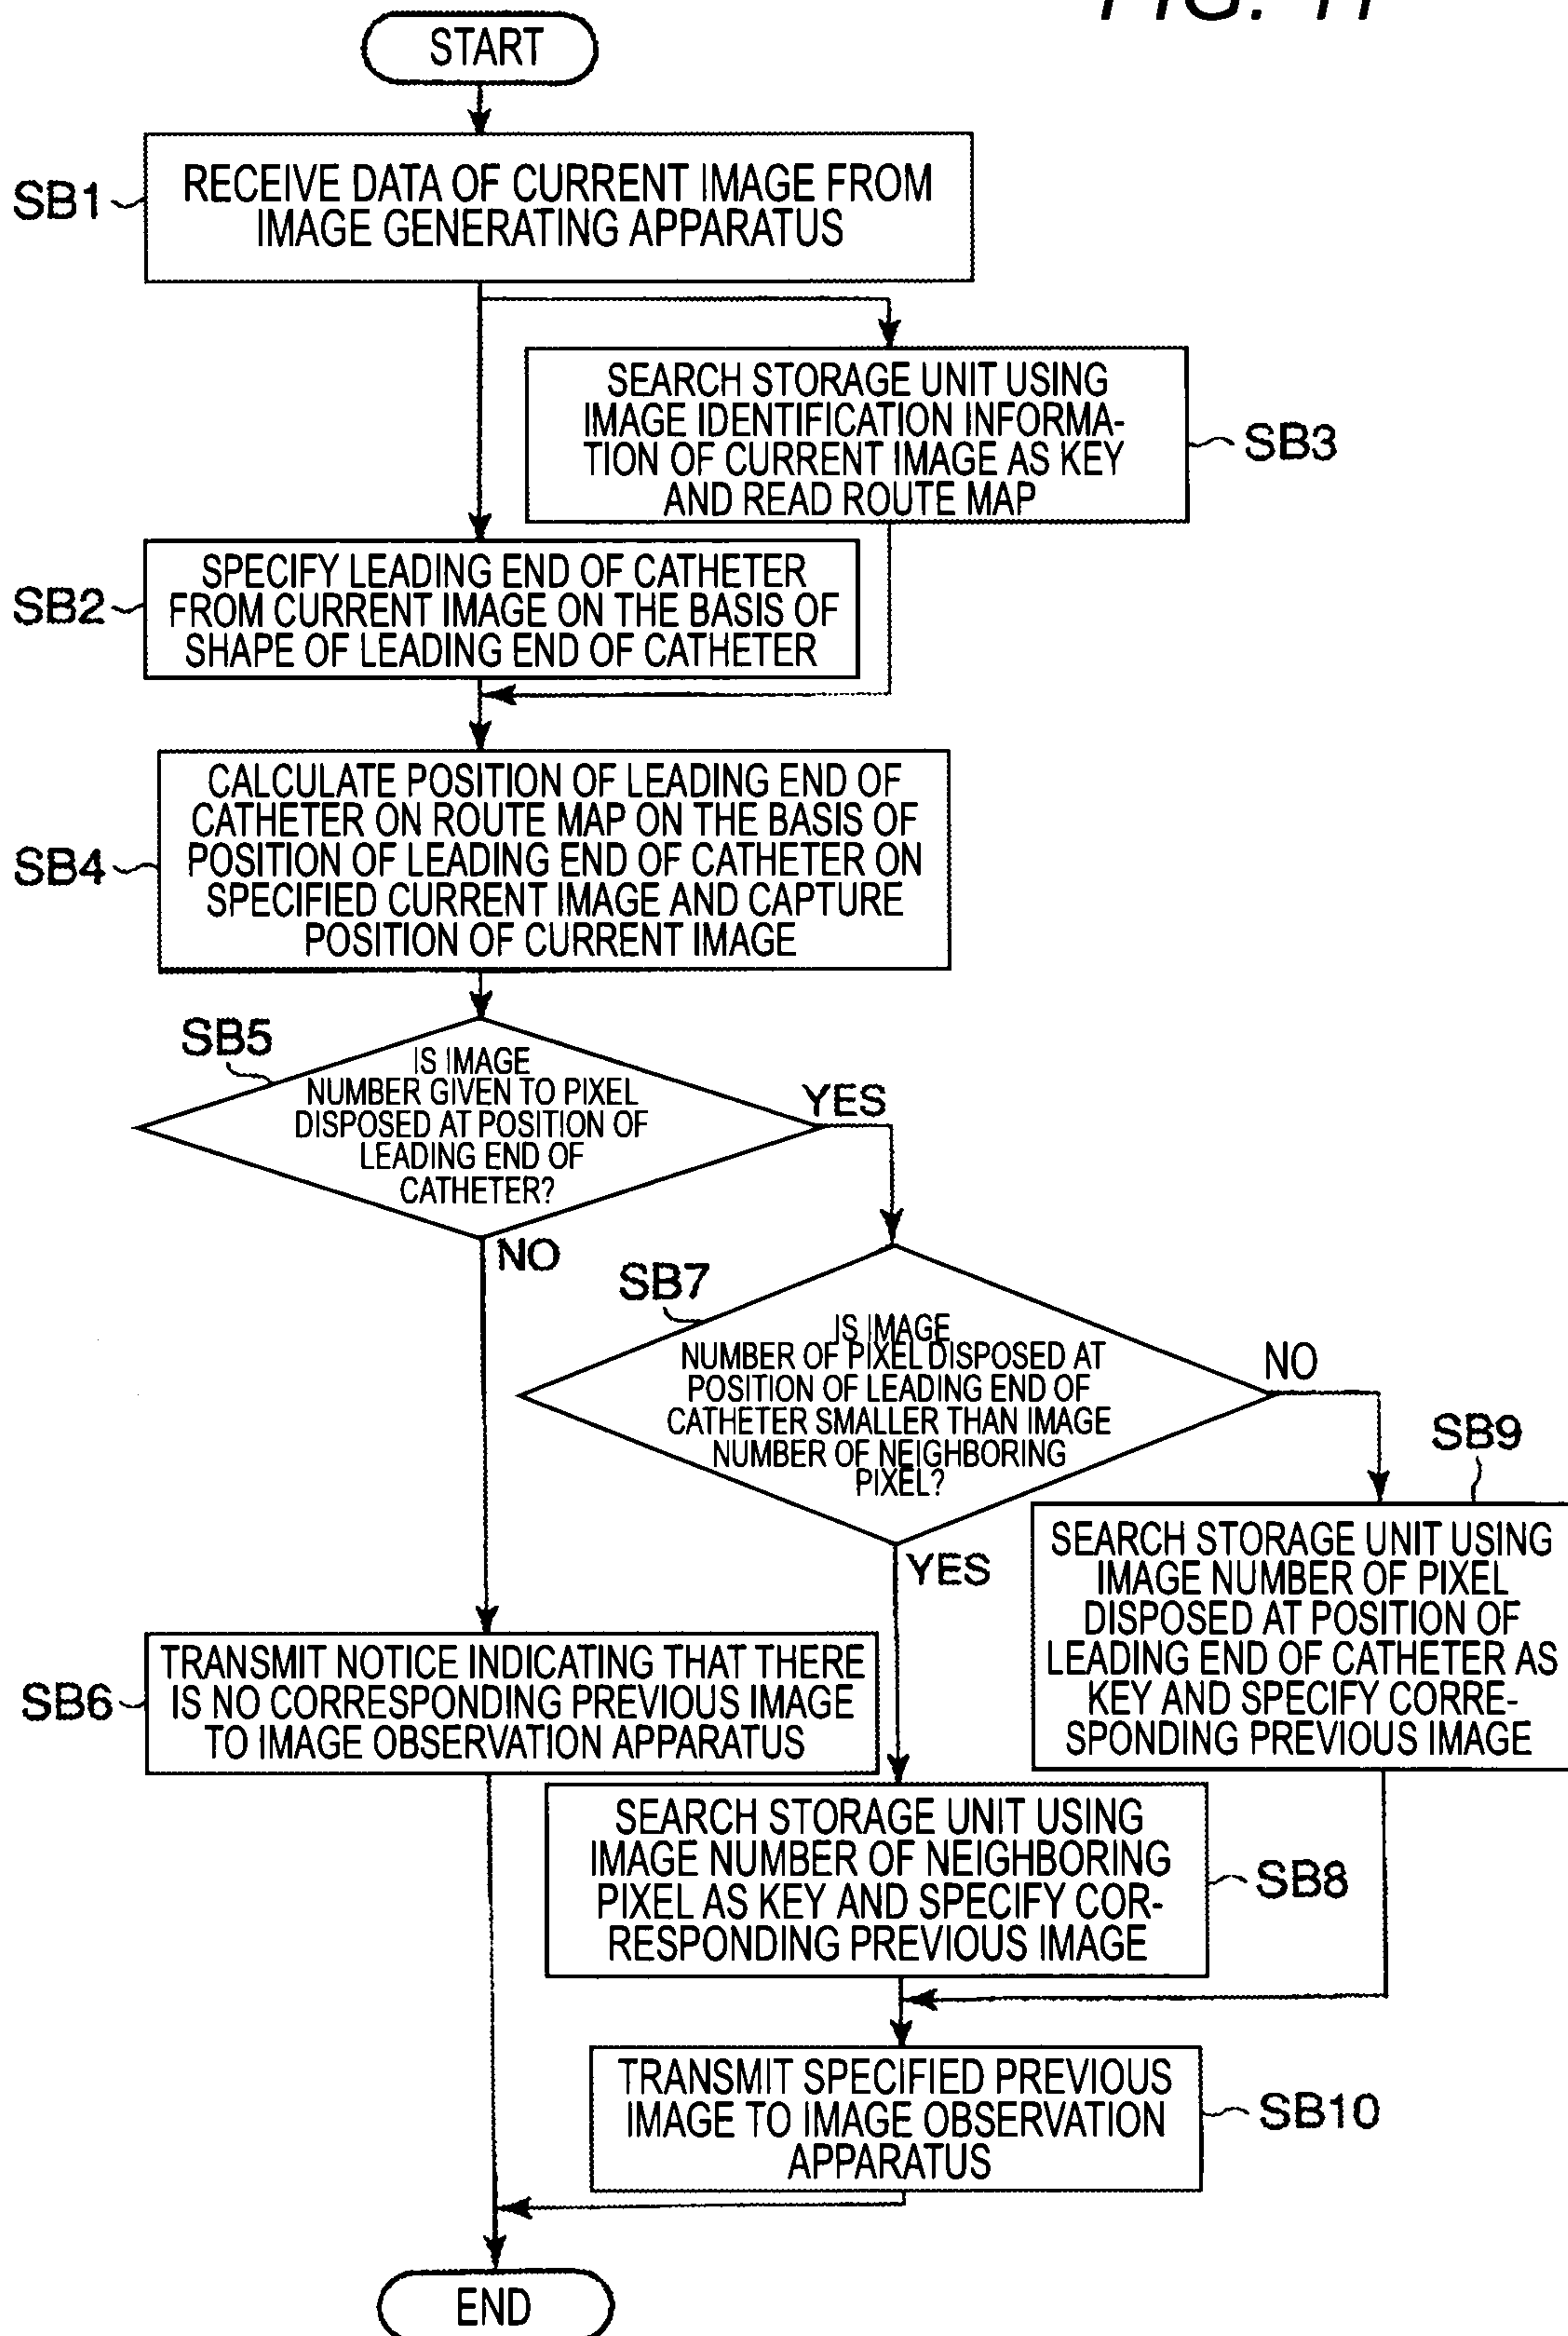 FIG. 11
START
SB1
RECEIVE DATA OF CURRENT IMAGE FROM
IMAGE GENERATING APPARATUS
SEARCH STORAGE UNIT USING
IMAGE IDENTIFICATION INFORMA-
TION OF CURRENT IMAGE AS KEY
AND READ ROUTE MAP
SB3
SB2
SPECIFY LEADING END OF CATHETER
FROM CURRENT IMAGE ON THE BASIS OF
SHAPE OF LEADING END OF CATHETER
SB4
CALCULATE POSITION OF LEADING END OF
CATHETER ON ROUTE MAP ON THE BASIS OF
POSITION OF LEADING END OF CATHETER ON
SPECIFIED CURRENT IMAGE AND CAPTURE
POSITION OF CURRENT IMAGE
SB5
IS IMAGE
NUMBER GIVEN TO PIXEL
DISPOSED AT POSITION OF
LEADING END OF
CATHETER?
YES
NO
SB7
IS IMAGE
NUMBER OF PIXEL DISPOSED AT
POSITION OF LEADING END OF
CATHETER SMALLER THAN IMAGE
NUMBER OF NEIGHBORING
PIXEL?
NO
YES
SB9
SEARCH STORAGE UNIT USING
IMAGE NUMBER OF PIXEL
DISPOSED AT POSITION OF
LEADING END OF CATHETER AS
KEY AND SPECIFY CORRE-
SPONDING PREVIOUS IMAGE
SB6
TRANSMIT NOTICE INDICATING THAT THERE
IS NO CORRESPONDING PREVIOUS IMAGE
TO IMAGE OBSERVATION APPARATUS
SEARCH STORAGE UNIT USING
IMAGE NUMBER OF NEIGHBORING
PIXEL AS KEY AND SPECIFY COR-
RESPONDING PREVIOUS IMAGE
SB8
TRANSMIT SPECIFIED PREVIOUS
IMAGE TO IMAGE OBSERVATION
APPARATUS
SB10
END